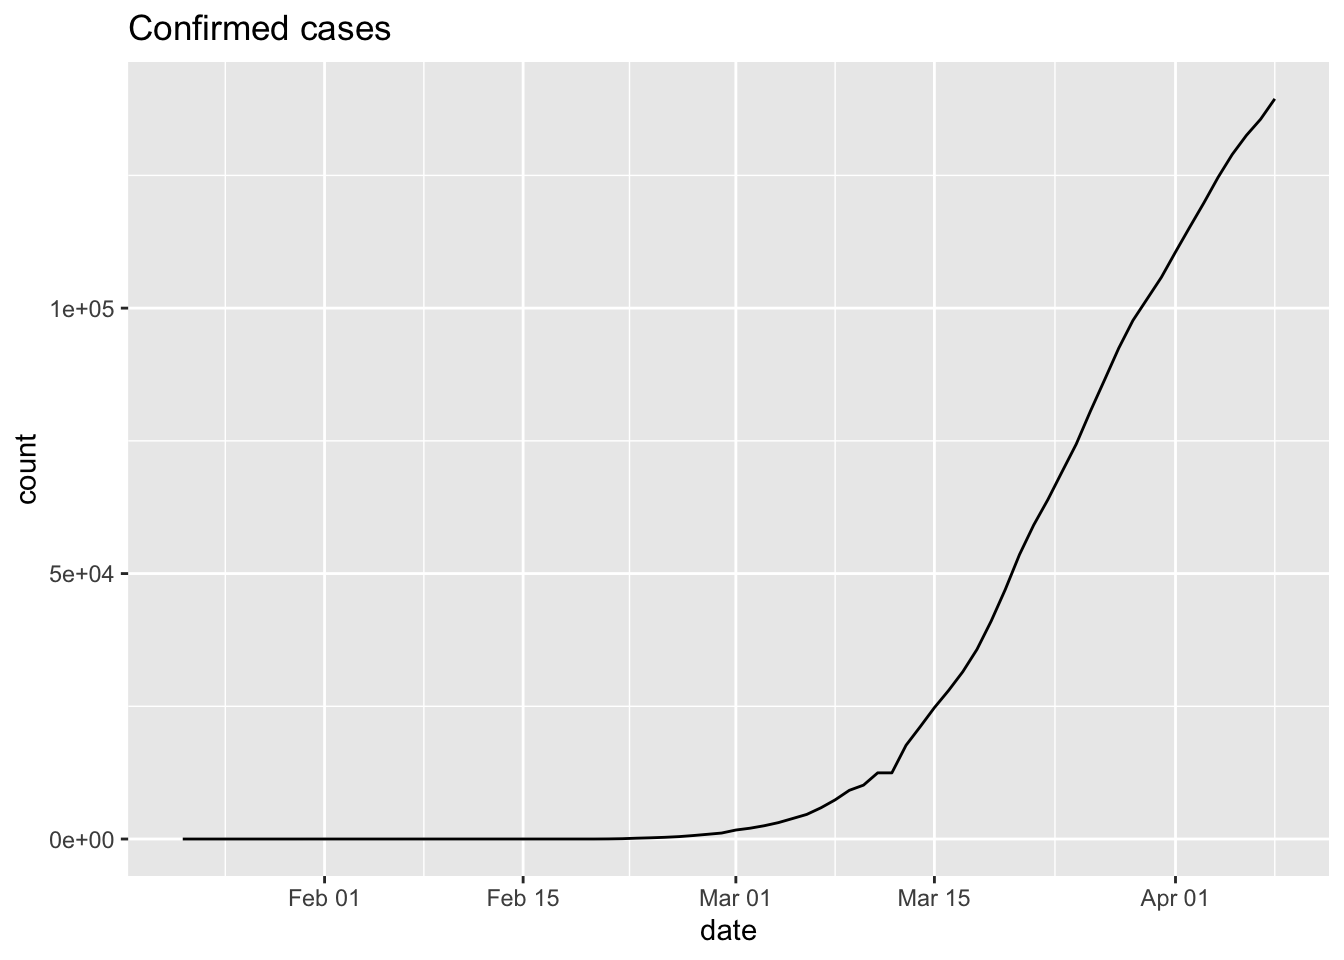 Confirmed cases
count
1e+05
5e+04
0e+00
Feb 01
Feb 15
Mar 01
Mar 15
Apr 01
date